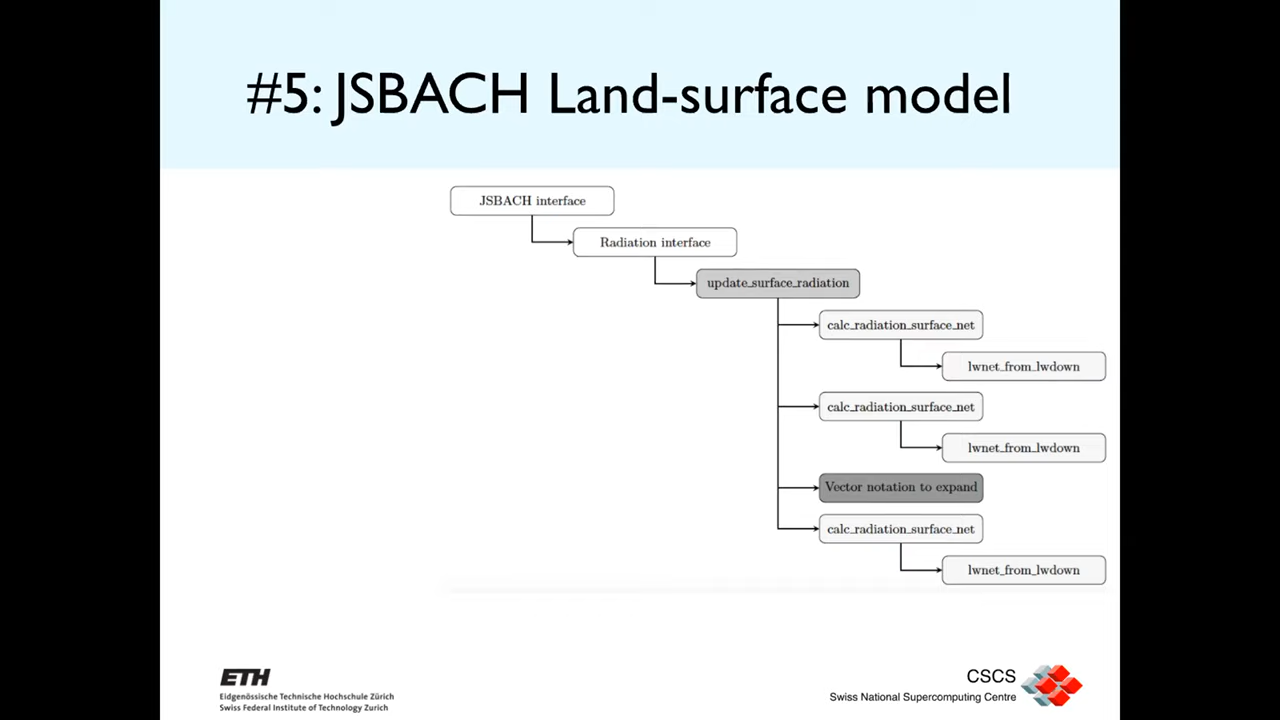 #5: JSBACH Land-surface model
JSBACH interface
Radiation interface
update_surface_radiation
calc_radiation_surface_net
lwnet_from_lwdown
calc_radiation_surface_net
lwnet_from_lwdown
Vector notation to expand
calc_radiation_surface_net
lwnet_from_lwdown
ETH
Eidgenössische Technische Hochschule Zürich
Swiss Federal Institute of Technology Zurich
CSCS
Swiss National Supercomputing Centre